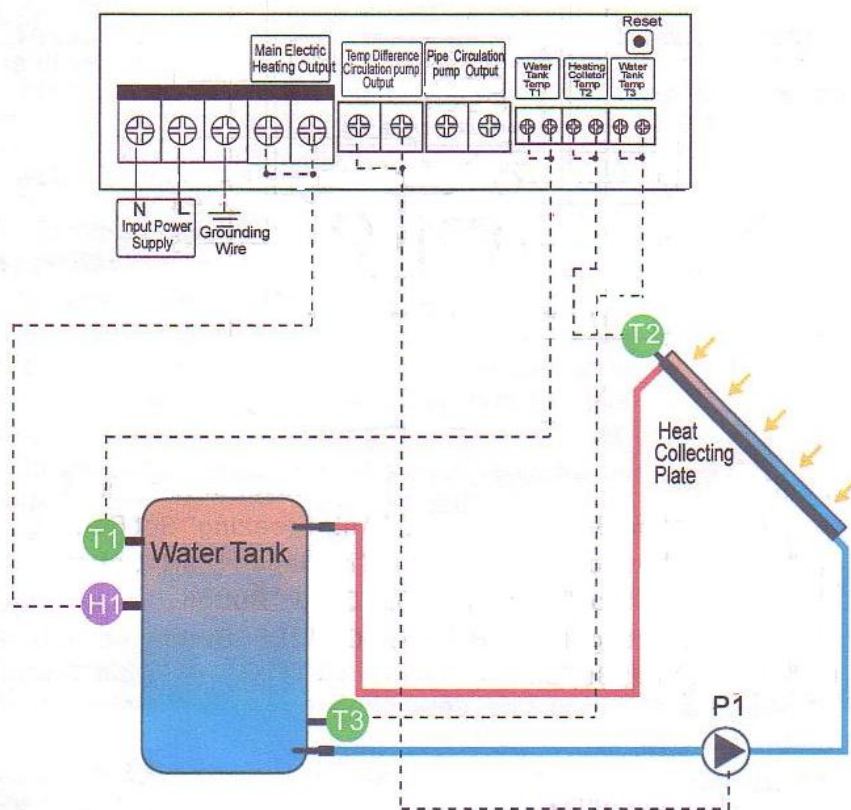 Reset
Main Electric
Heating Output
Temp Difference
Circulation pump
Output
Pipe Circulation
pump Output
Water
Tank
Temp
T1
Heating
Colletor
Temp
T2
Water
Tank
Temp
T3
N
L
Input Power
Supply
Grounding
Wire
T2
Heat
Collecting
Plate
T1
Water Tank
H1
T3
P1